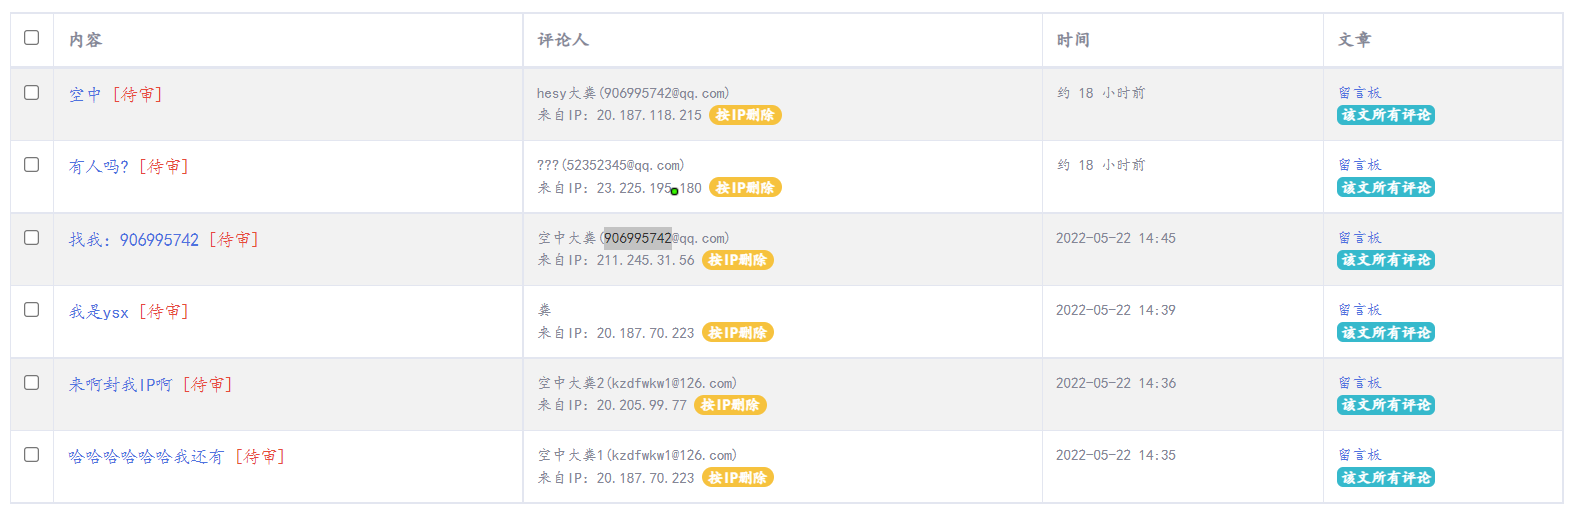 内容 评论人 时间 文章
空中 [待审] hesy大龚(906995742@qq.com) 约 18 小时前 留言板
来自IP: 20.187.118.215 按IP删除 该文所有评论
有人吗? [待审] ???(52352345@qq.com) 约 18 小时前 留言板
来自IP: 23.225.195.180 按IP删除 该文所有评论
找我: 906995742 [待审] 空中大龚(906995742@qq.com) 2022-05-22 14:45 留言板
来自IP: 211.245.31.56 按IP删除 该文所有评论
我是ysx [待审] 龚 2022-05-22 14:39 留言板
来自IP: 20.187.70.223 按IP删除 该文所有评论
来啊封我IP啊 [待审] 空中大龚2(kzdfwkw1@126.com) 2022-05-22 14:36 留言板
来自IP: 20.205.99.77 按IP删除 该文所有评论
哈哈哈哈哈哈我还有 [待审] 空中大龚1(kzdfwkw1@126.com) 2022-05-22 14:35 留言板
来自IP: 20.187.70.223 按IP删除 该文所有评论